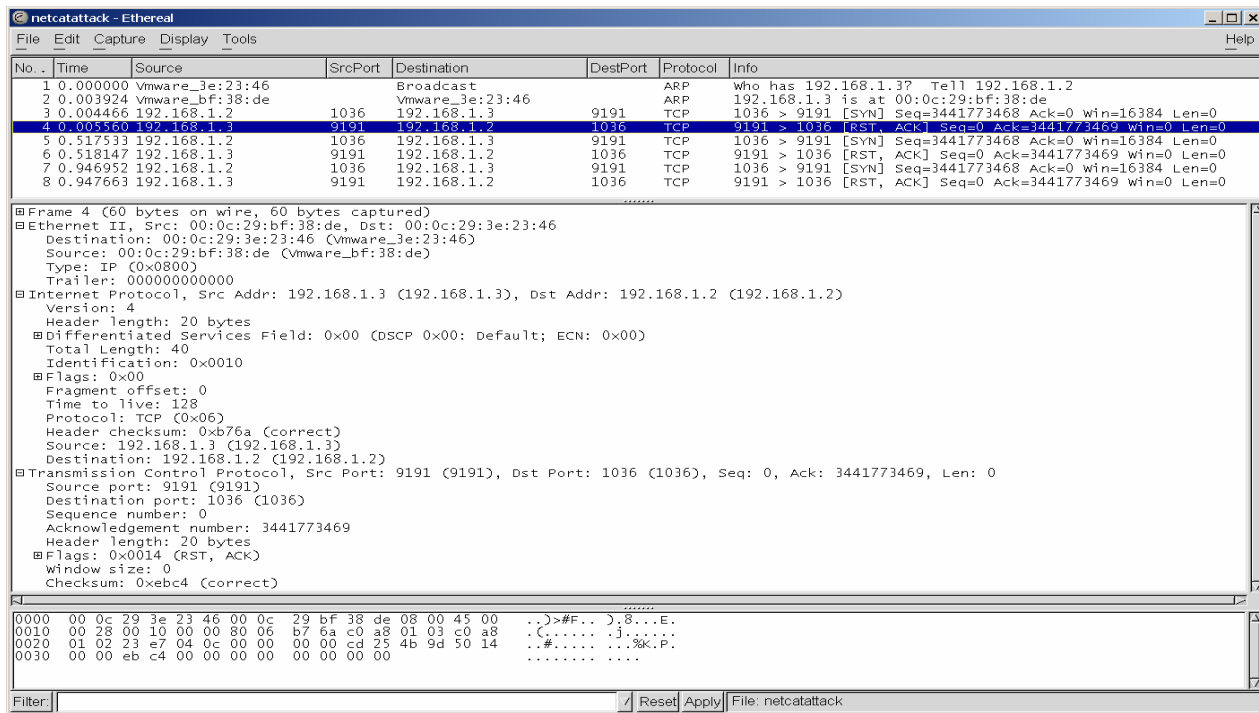 netcatattack - Ethereal
File Edit Capture Display Tools Help
No. . Time Source SrcPort Destination DestPort Protocol Info
1 0.000000 Vmware_3e:23:46 Broadcast ARP Who has 192.168.1.3? Tell 192.168.1.2
2 0.003924 Vmware_bf:38:de Vmware_3e:23:46 ARP 192.168.1.3 is at 00:0c:29:bf:38:de
3 0.004466 192.168.1.2 1036 192.168.1.3 9191 TCP 1036 > 9191 [SYN] Seq=3441773468 Ack=0 Win=16384 Len=0
4 0.005560 192.168.1.3 9191 192.168.1.2 1036 TCP 9191 > 1036 [RST, ACK] Seq=0 Ack=3441773469 Win=0 Len=0
5 0.517533 192.168.1.2 1036 192.168.1.3 9191 TCP 1036 > 9191 [SYN] Seq=3441773468 Ack=0 Win=16384 Len=0
6 0.518147 192.168.1.3 9191 192.168.1.2 1036 TCP 9191 > 1036 [RST, ACK] Seq=0 Ack=3441773469 Win=0 Len=0
7 0.946952 192.168.1.2 1036 192.168.1.3 9191 TCP 1036 > 9191 [SYN] Seq=3441773468 Ack=0 Win=16384 Len=0
8 0.947663 192.168.1.3 9191 192.168.1.2 1036 TCP 9191 > 1036 [RST, ACK] Seq=0 Ack=3441773469 Win=0 Len=0
Frame 4 (60 bytes on wire, 60 bytes captured)
Ethernet II, Src: 00:0c:29:bf:38:de, Dst: 00:0c:29:3e:23:46
Destination: 00:0c:29:3e:23:46 (Vmware_3e:23:46)
Source: 00:0c:29:bf:38:de (Vmware_bf:38:de)
Type: IP (0x0800)
Trailer: 000000000000
Internet Protocol, Src Addr: 192.168.1.3 (192.168.1.3), Dst Addr: 192.168.1.2 (192.168.1.2)
Version: 4
Header length: 20 bytes
Differentiated Services Field: 0x00 (DSCP 0x00: Default; ECN: 0x00)
Total Length: 40
Identification: 0x0010
Flags: 0x00
Fragment offset: 0
Time to live: 128
Protocol: TCP (0x06)
Header checksum: 0xb76a (correct)
Source: 192.168.1.3 (192.168.1.3)
Destination: 192.168.1.2 (192.168.1.2)
Transmission Control Protocol, Src Port: 9191 (9191), Dst Port: 1036 (1036), Seq: 0, Ack: 3441773469, Len: 0
Source port: 9191 (9191)
Destination port: 1036 (1036)
Sequence number: 0
Acknowledgement number: 3441773469
Header length: 20 bytes
Flags: 0x0014 (RST, ACK)
Window size: 0
Checksum: 0xebc4 (correct)
0000 00 0c 29 3e 23 46 00 0c 29 bf 38 de 08 00 45 00 ..)>#F.. ).8...E.
0010 00 28 00 10 00 00 80 06 b7 6a c0 a8 01 03 c0 a8 .(...... .j......
0020 01 02 23 e7 04 0c 00 00 00 00 cd 25 4b 9d 50 14 ..#..... ...%K.P.
0030 00 00 eb c4 00 00 00 00 00 00 00 00 ........ ....
Filter: / Reset Apply File: netcatattack